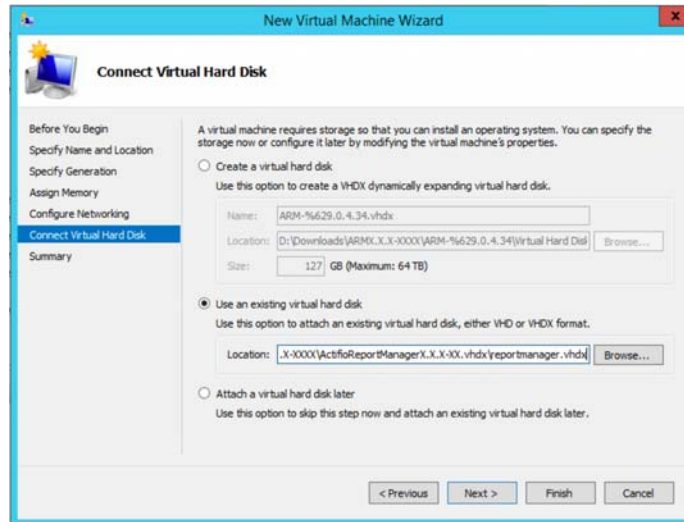 New Virtual Machine Wizard
x
Connect Virtual Hard Disk
Before You Begin
Specify Name and Location
Specify Generation
Assign Memory
Configure Networking
Connect Virtual Hard Disk
Summary
A virtual machine requires storage so that you can install an operating system. You can specify the
storage now or configure it later by modifying the virtual machine's properties.
Create a virtual hard disk
Use this option to create a VHDX dynamically expanding virtual hard disk.
Name: ARM-%629.0.4.34.vhdx
Location: D:\Downloads\ARMX.X.X-XXXX\ARM-%629.0.4.34\Virtual Hard Disk Browse...
Size: 127 GB (Maximum: 64 TB)
Use an existing virtual hard disk
Use this option to attach an existing virtual hard disk, either VHD or VHDX format.
Location: .X-XXXX\ActifioReportManagerX.X.X-XX.vhdx\reportmanager.vhdx Browse...
Attach a virtual hard disk later
Use this option to skip this step now and attach an existing virtual hard disk later.
< Previous Next > Finish Cancel